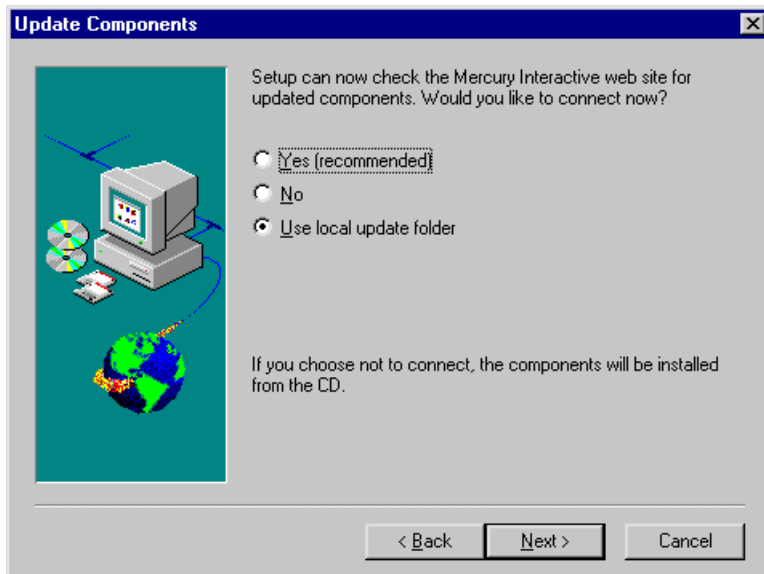 Update Components
Setup can now check the Mercury Interactive web site for
updated components. Would you like to connect now?
Yes (recommended)
No
Use local update folder
If you choose not to connect, the components will be installed
from the CD.
< Back
Next >
Cancel